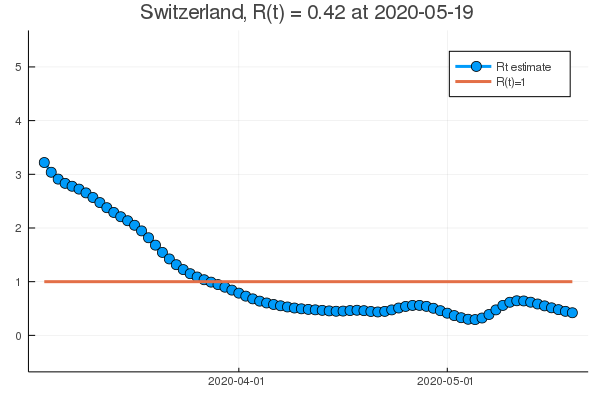 Switzerland, R(t) = 0.42 at 2020-05-19
5
Rt estimate
R(t)=1
4
3
2
1
0
2020-04-01
2020-05-01